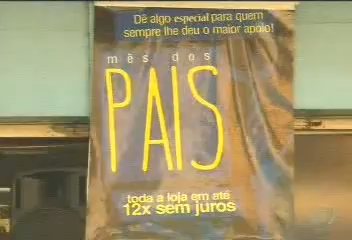 Dê algo especial para quem
sempre lhe deu o maior apoio!
mês dos
PAIS
toda a loja em até
12x sem juros